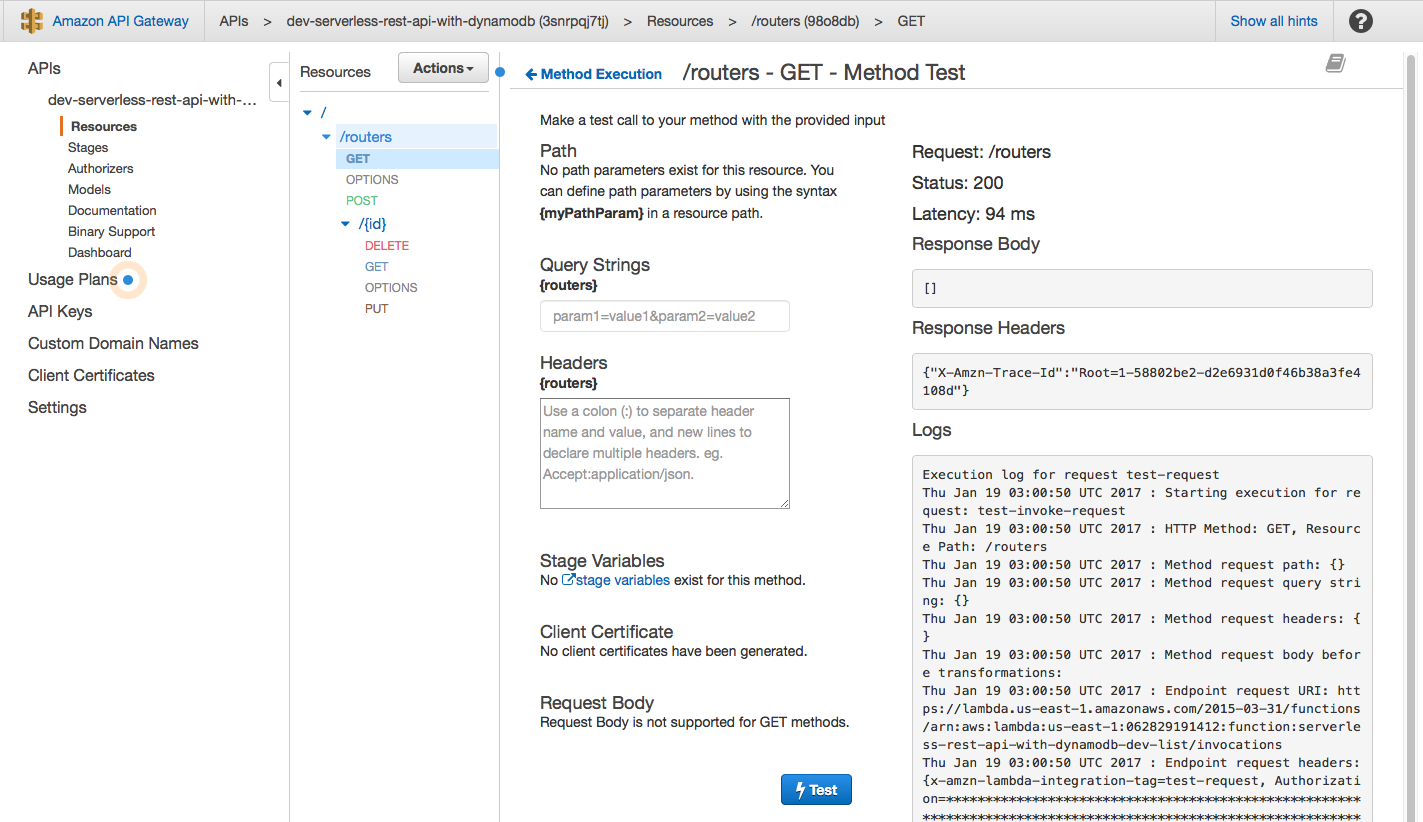 Amazon API Gateway
APIs > dev-serverless-rest-api-with-dynamodb (3snrpqj7tj) > Resources > /routers (98o8db) > GET
Show all hints
?
APIs
dev-serverless-rest-api-with-...
Resources
Stages
Authorizers
Models
Documentation
Binary Support
Dashboard
Usage Plans
API Keys
Custom Domain Names
Client Certificates
Settings
Resources
Actions
/
/routers
GET
OPTIONS
POST
/{id}
DELETE
GET
OPTIONS
PUT
Method Execution
/routers - GET - Method Test
Make a test call to your method with the provided input
Path
No path parameters exist for this resource. You
can define path parameters by using the syntax
{myPathParam} in a resource path.
Query Strings
{routers}
param1=value1&param2=value2
Headers
{routers}
Use a colon (:) to separate header
name and value, and new lines to
declare multiple headers. eg.
Accept:application/json.
Stage Variables
No stage variables exist for this method.
Client Certificate
No client certificates have been generated.
Request Body
Request Body is not supported for GET methods.
Test
Request: /routers
Status: 200
Latency: 94 ms
Response Body
[]
Response Headers
{"X-Amzn-Trace-Id":"Root=1-58802be2-d2e6931d0f46b38a3fe4
108d"}
Logs
Execution log for request test-request
Thu Jan 19 03:00:50 UTC 2017 : Starting execution for re
quest: test-invoke-request
Thu Jan 19 03:00:50 UTC 2017 : HTTP Method: GET, Resourc
e Path: /routers
Thu Jan 19 03:00:50 UTC 2017 : Method request path: {}
Thu Jan 19 03:00:50 UTC 2017 : Method request query stri
ng: {}
Thu Jan 19 03:00:50 UTC 2017 : Method request headers: {
}
Thu Jan 19 03:00:50 UTC 2017 : Method request body befor
e transformations:
Thu Jan 19 03:00:50 UTC 2017 : Endpoint request URI: htt
ps://lambda.us-east-1.amazonaws.com/2015-03-31/functions
/arn:aws:lambda:us-east-1:062829191412:function:serverle
ss-rest-api-with-dynamodb-dev-list/invocations
Thu Jan 19 03:00:50 UTC 2017 : Endpoint request headers:
{x-amzn-lambda-integration-tag=test-request, Authorizati
on=*****************************************************
********************************************************